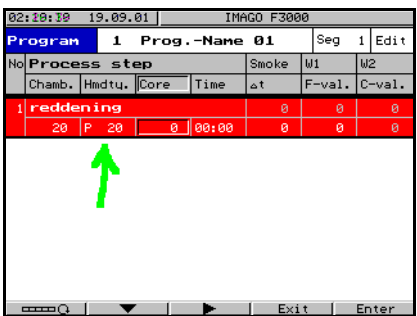 02:19:39 19.09.01 IMAGO F3000
Program 1 Prog.-Name 01 Seg 1 Edit
No Process step Smoke W1 W2
Chamb. Hmdty. Core Time Δt F-val. C-val.
1 reddening 0 0 0
20 P 20 0 00:00 0 0 0
Exit Enter